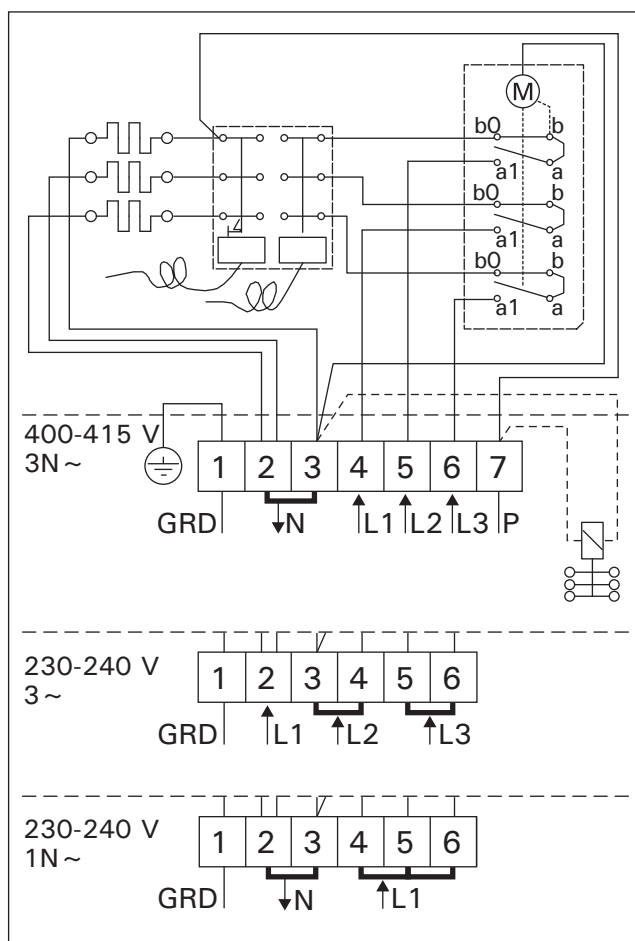 M
b0 b
a1 a
b0 b
a1 a
b0 b
a1 a
400-415 V
3N~
1 2 3 4 5 6 7
GRD N L1 L2 L3 P
230-240 V
3~
1 2 3 4 5 6
GRD L1 L2 L3
230-240 V
1N~
1 2 3 4 5 6
GRD N L1